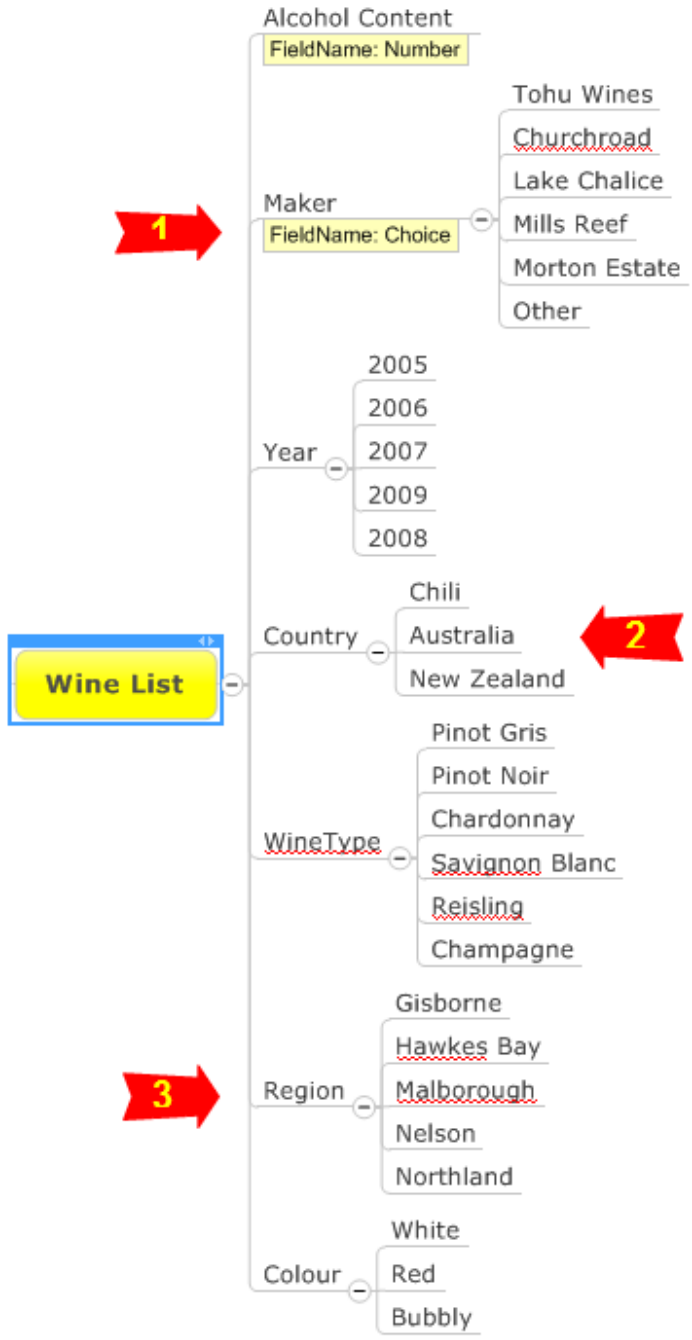 Alcohol Content
FieldName: Number
Maker
FieldName: Choice
Tohu Wines
Churchroad
Lake Chalice
Mills Reef
Morton Estate
Other
1
Year
2005
2006
2007
2009
2008
Wine List
Country
Chili
Australia
New Zealand
2
WineType
Pinot Gris
Pinot Noir
Chardonnay
Savignon Blanc
Reisling
Champagne
3
Region
Gisborne
Hawkes Bay
Malborough
Nelson
Northland
Colour
White
Red
Bubbly